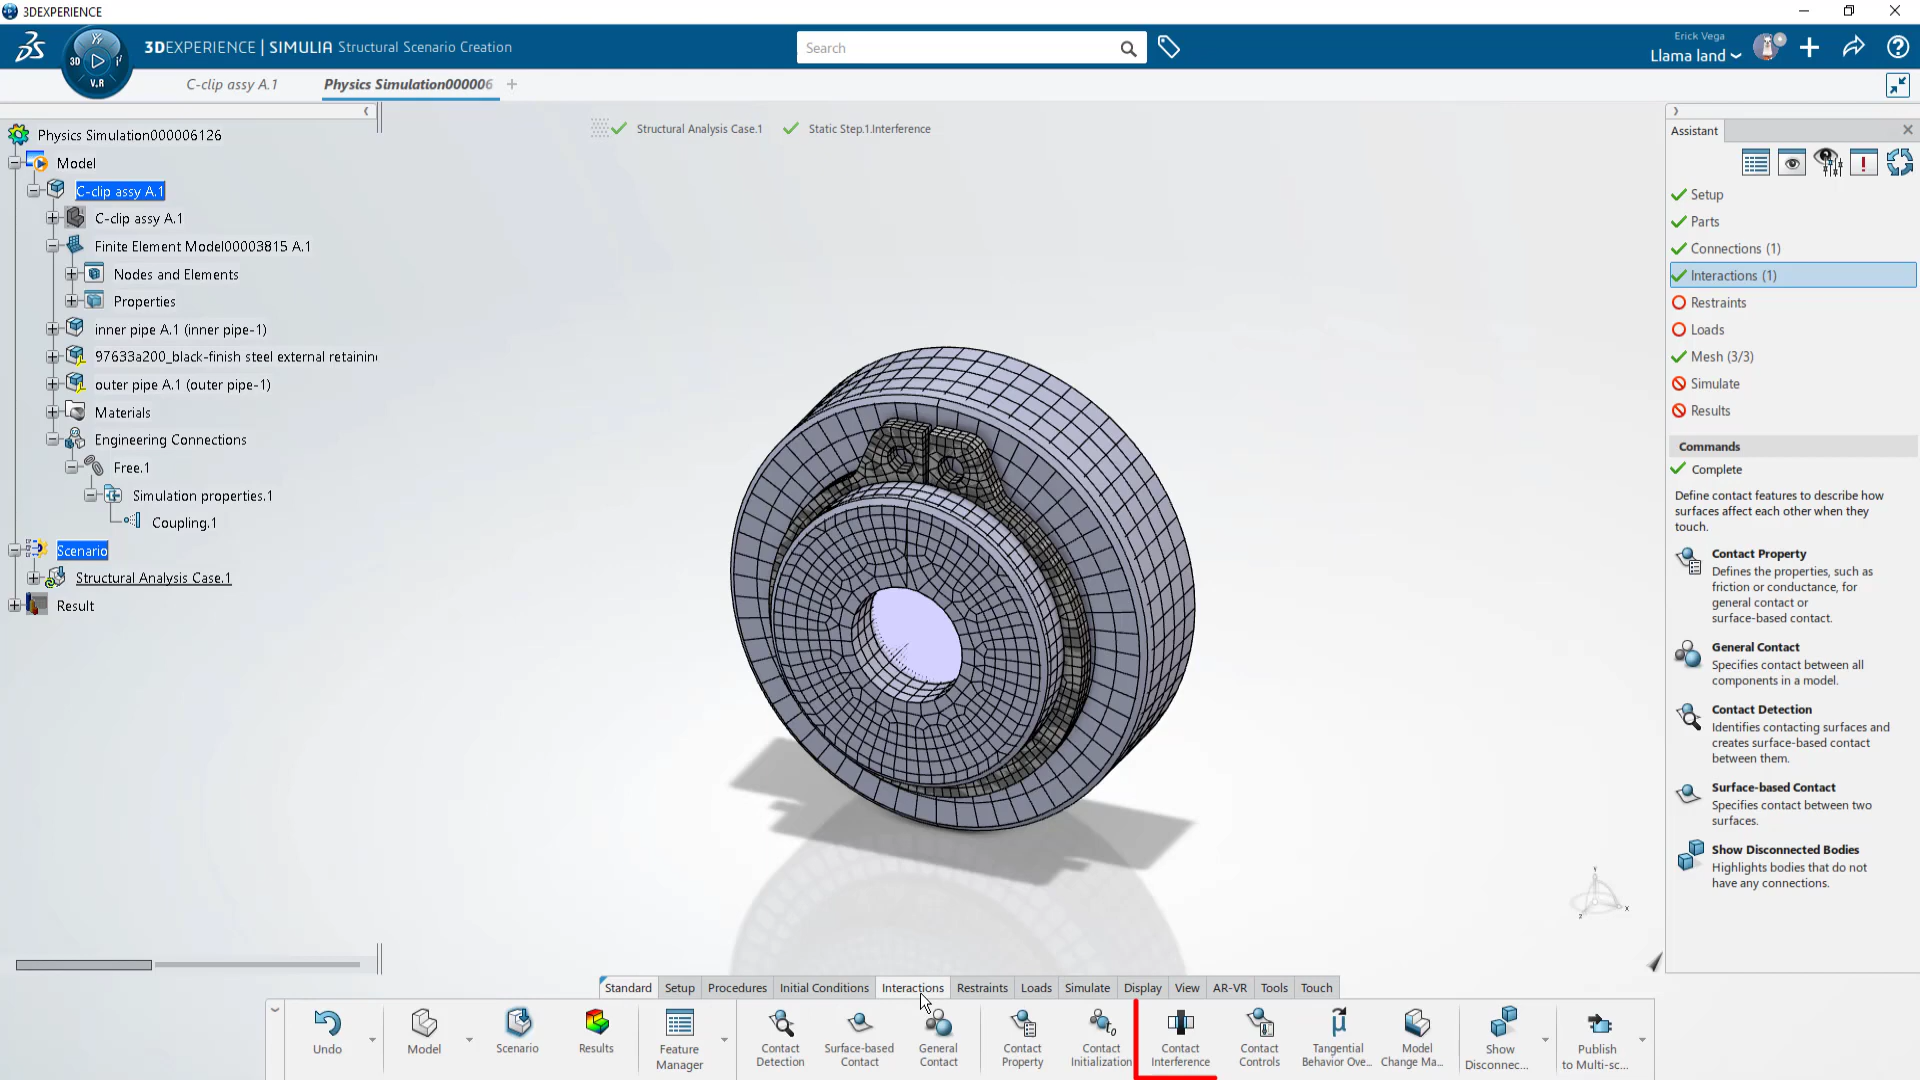 3DEXPERIENCE
3DEXPERIENCE | SIMULIA Structural Scenario Creation
Search
Erick Vega
Llama land
3D
V.R
C-clip assy A.1
Physics Simulation000006
Physics Simulation000006126
Model
C-clip assy A.1
C-clip assy A.1
Finite Element Model00003815 A.1
Nodes and Elements
Properties
inner pipe A.1 (inner pipe-1)
97633a200_black-finish steel external retainin
outer pipe A.1 (outer pipe-1)
Materials
Engineering Connections
Free.1
Simulation properties.1
Coupling.1
Scenario
Structural Analysis Case.1
Result
Structural Analysis Case.1
Static Step.1.Interference
Assistant
Setup
Parts
Connections (1)
Interactions (1)
Restraints
Loads
Mesh (3/3)
Simulate
Results
Commands
Complete
Define contact features to describe how
surfaces affect each other when they
touch.
Contact Property
Defines the properties, such as
friction or conductance, for
general contact or
surface-based contact.
General Contact
Specifies contact between all
components in a model.
Contact Detection
Identifies contacting surfaces and
creates surface-based contact
between them.
Surface-based Contact
Specifies contact between two
surfaces.
Show Disconnected Bodies
Highlights bodies that do not
have any connections.
Standard Setup Procedures Initial Conditions Interactions Restraints Loads Simulate Display View AR-VR Tools Touch
Undo
Model
Scenario
Results
Feature
Manager
Contact
Detection
Surface-based
Contact
General
Contact
Contact
Property
Contact
Initialization
Contact
Interference
Contact
Controls
Tangential
Behavior Ove...
Model
Change Ma...
Show
Disconnec...
Publish
to Multi-sc...